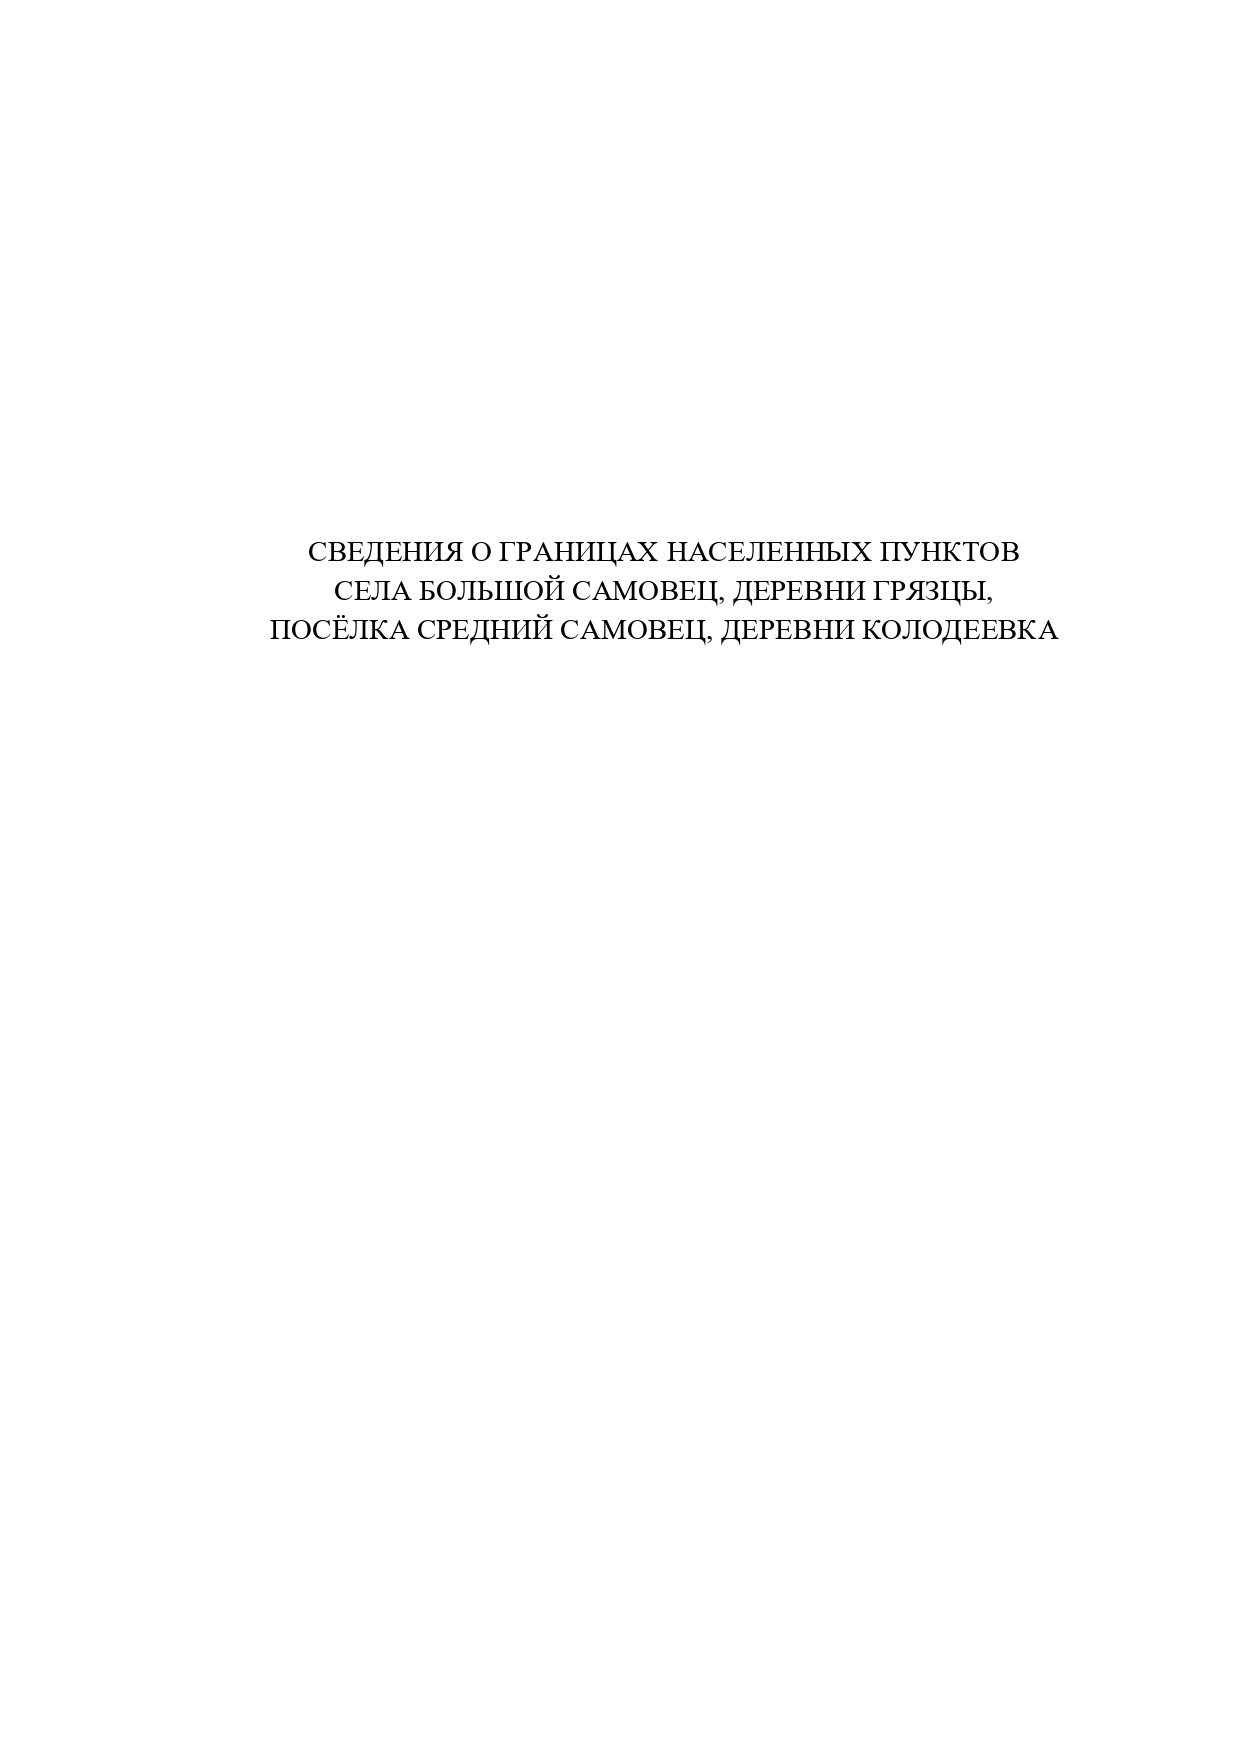 СВЕДЕНИЯ О ГРАНИЦАХ НАСЕЛЕННЫХ ПУНКТОВ
СЕЛА БОЛЬШОЙ САМОВЕЦ, ДЕРЕВНИ ГРЯЗЦЫ,
ПОСЁЛКА СРЕДНИЙ САМОВЕЦ, ДЕРЕВНИ КОЛОДЕЕВКА